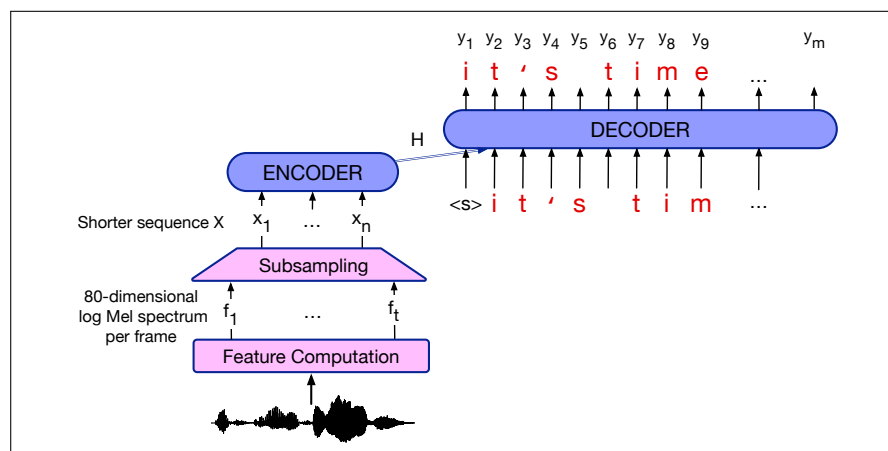 y1 y2 y3 y4 y5 y6 y7 y8 y9 ym
i t ‘ s t i m e …
DECODER
H
ENCODER
<s> i t ‘ s t i m …
Shorter sequence X x1 … xn
Subsampling
80-dimensional
log Mel spectrum
per frame
f1 … ft
Feature Computation